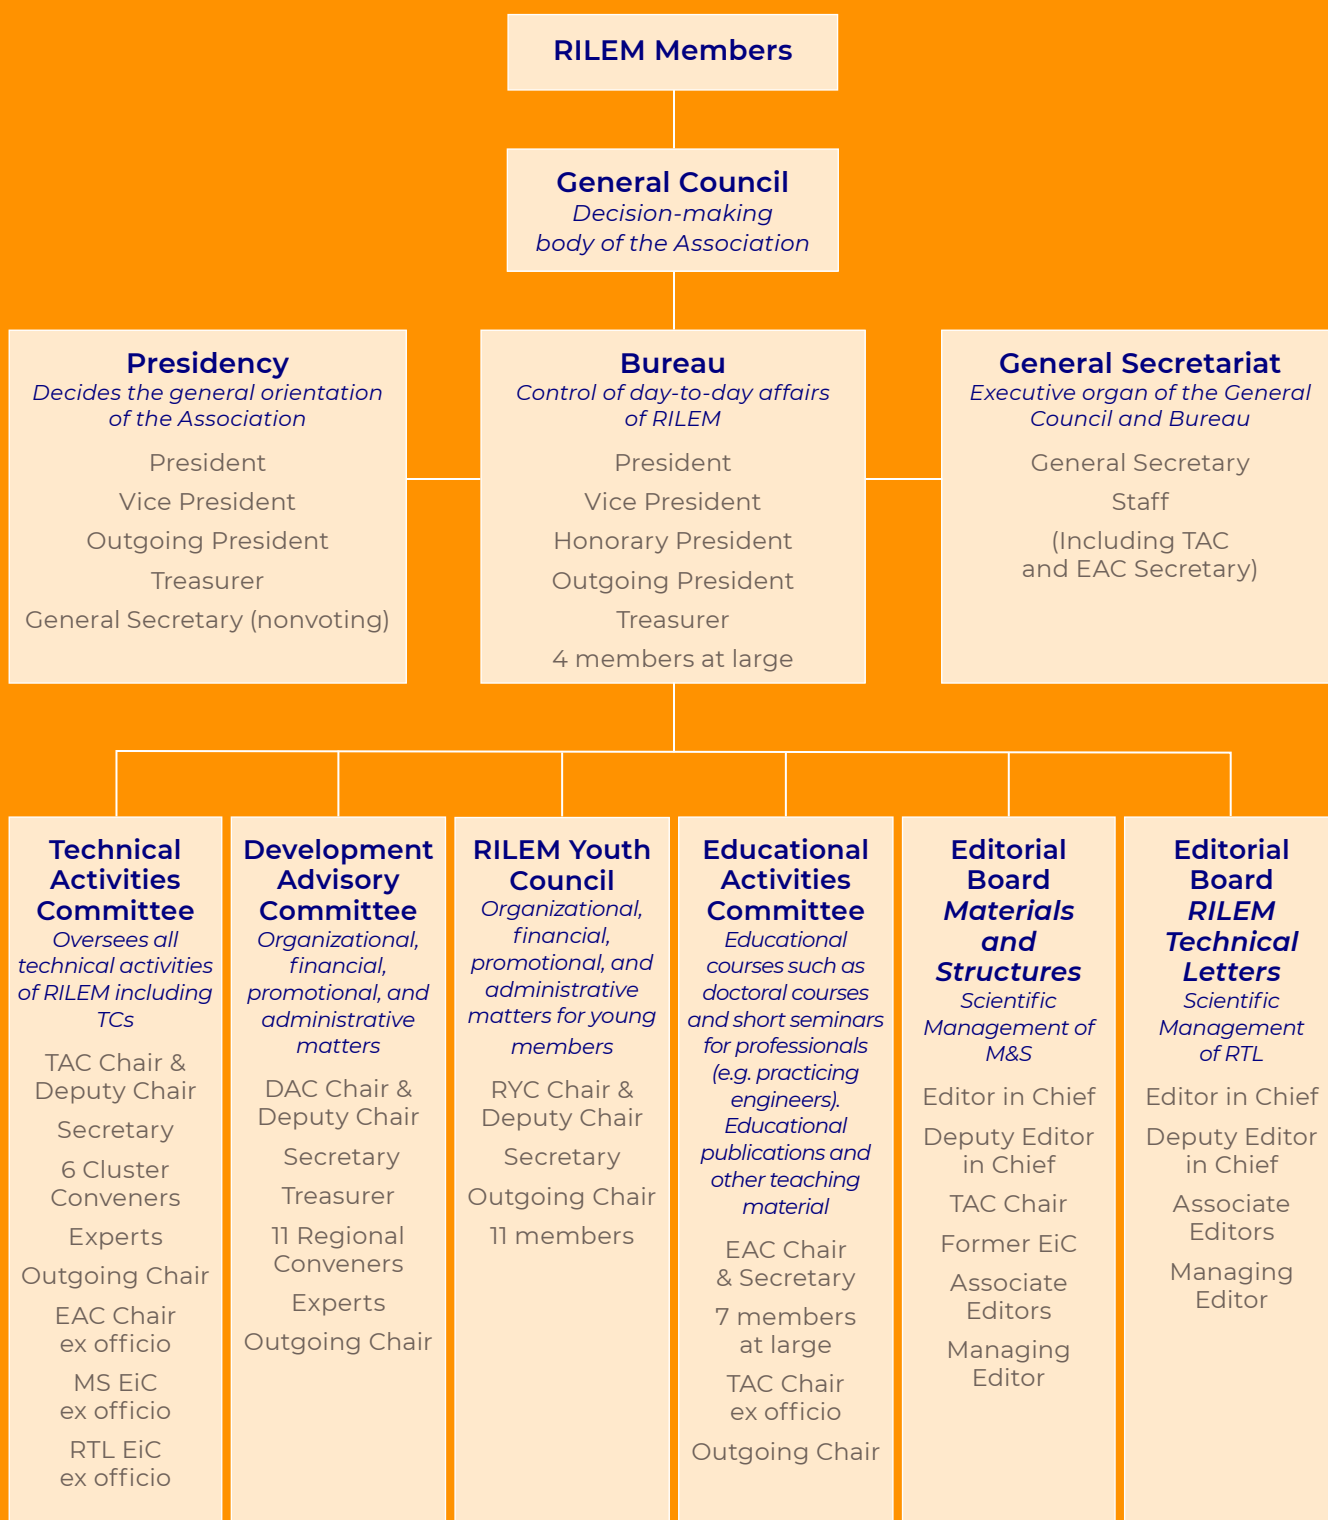 RILEM Members
General Council
Decision-making
body of the Association
Presidency
Decides the general orientation
of the Association
President
Vice President
Outgoing President
Treasurer
General Secretary (nonvoting)
Bureau
Control of day-to-day affairs
of RILEM
President
Vice President
Honorary President
Outgoing President
Treasurer
4 members at large
General Secretariat
Executive organ of the General
Council and Bureau
General Secretary
Staff
(Including TAC
and EAC Secretary)
Technical
Activities
Committee
Oversees all
technical activities
of RILEM including
TCs
TAC Chair &
Deputy Chair
Secretary
6 Cluster
Conveners
Experts
Outgoing Chair
EAC Chair
ex officio
MS EiC
ex officio
RTL EiC
ex officio
Development
Advisory
Committee
Organizational,
financial,
promotional, and
administrative
matters
DAC Chair &
Deputy Chair
Secretary
Treasurer
11 Regional
Conveners
Experts
Outgoing Chair
RILEM Youth
Council
Organizational,
financial,
promotional, and
administrative
matters for young
members
RYC Chair &
Deputy Chair
Secretary
Outgoing Chair
11 members
Educational
Activities
Committee
Educational
courses such as
doctoral courses
and short seminars
for professionals
(e.g. practicing
engineers).
Educational
publications and
other teaching
material
EAC Chair
& Secretary
7 members
at large
TAC Chair
ex officio
Outgoing Chair
Editorial
Board
Materials
and
Structures
Scientific
Management of
M&S
Editor in Chief
Deputy Editor
in Chief
TAC Chair
Former EiC
Associate
Editors
Managing
Editor
Editorial
Board
RILEM
Technical
Letters
Scientific
Management
of RTL
Editor in Chief
Deputy Editor
in Chief
Associate
Editors
Managing
Editor